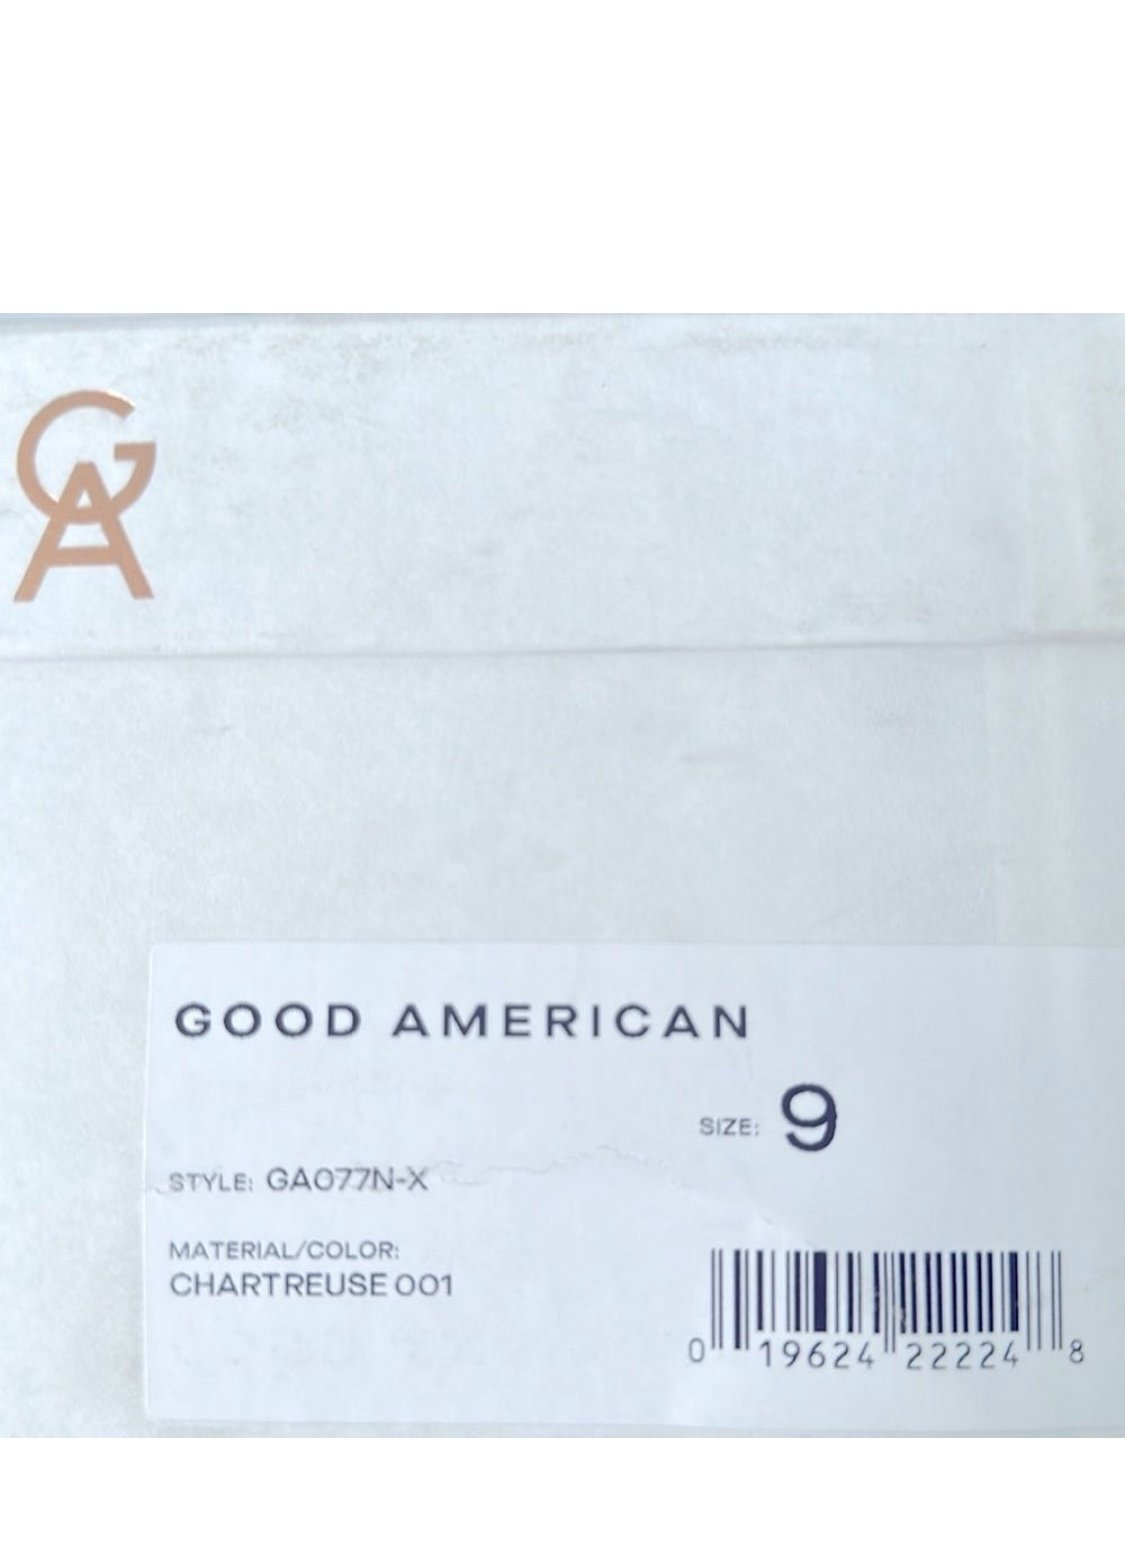 GA
GOOD AMERICAN
SIZE: 9
STYLE: GA077N-X
MATERIAL/COLOR:
CHARTREUSE 001
0 19624 22224 8